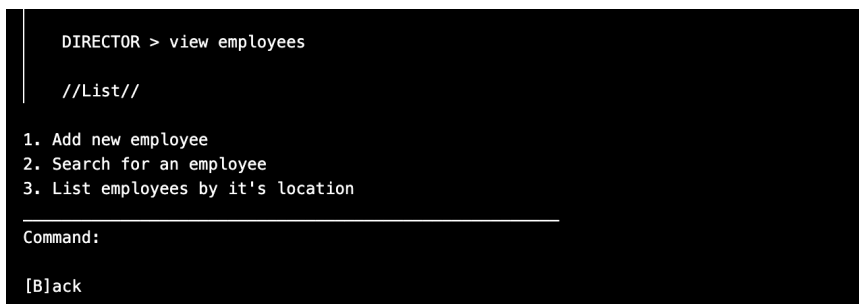 DIRECTOR > view employees
//List//
1. Add new employee
2. Search for an employee
3. List employees by it's location
Command:
[B]ack